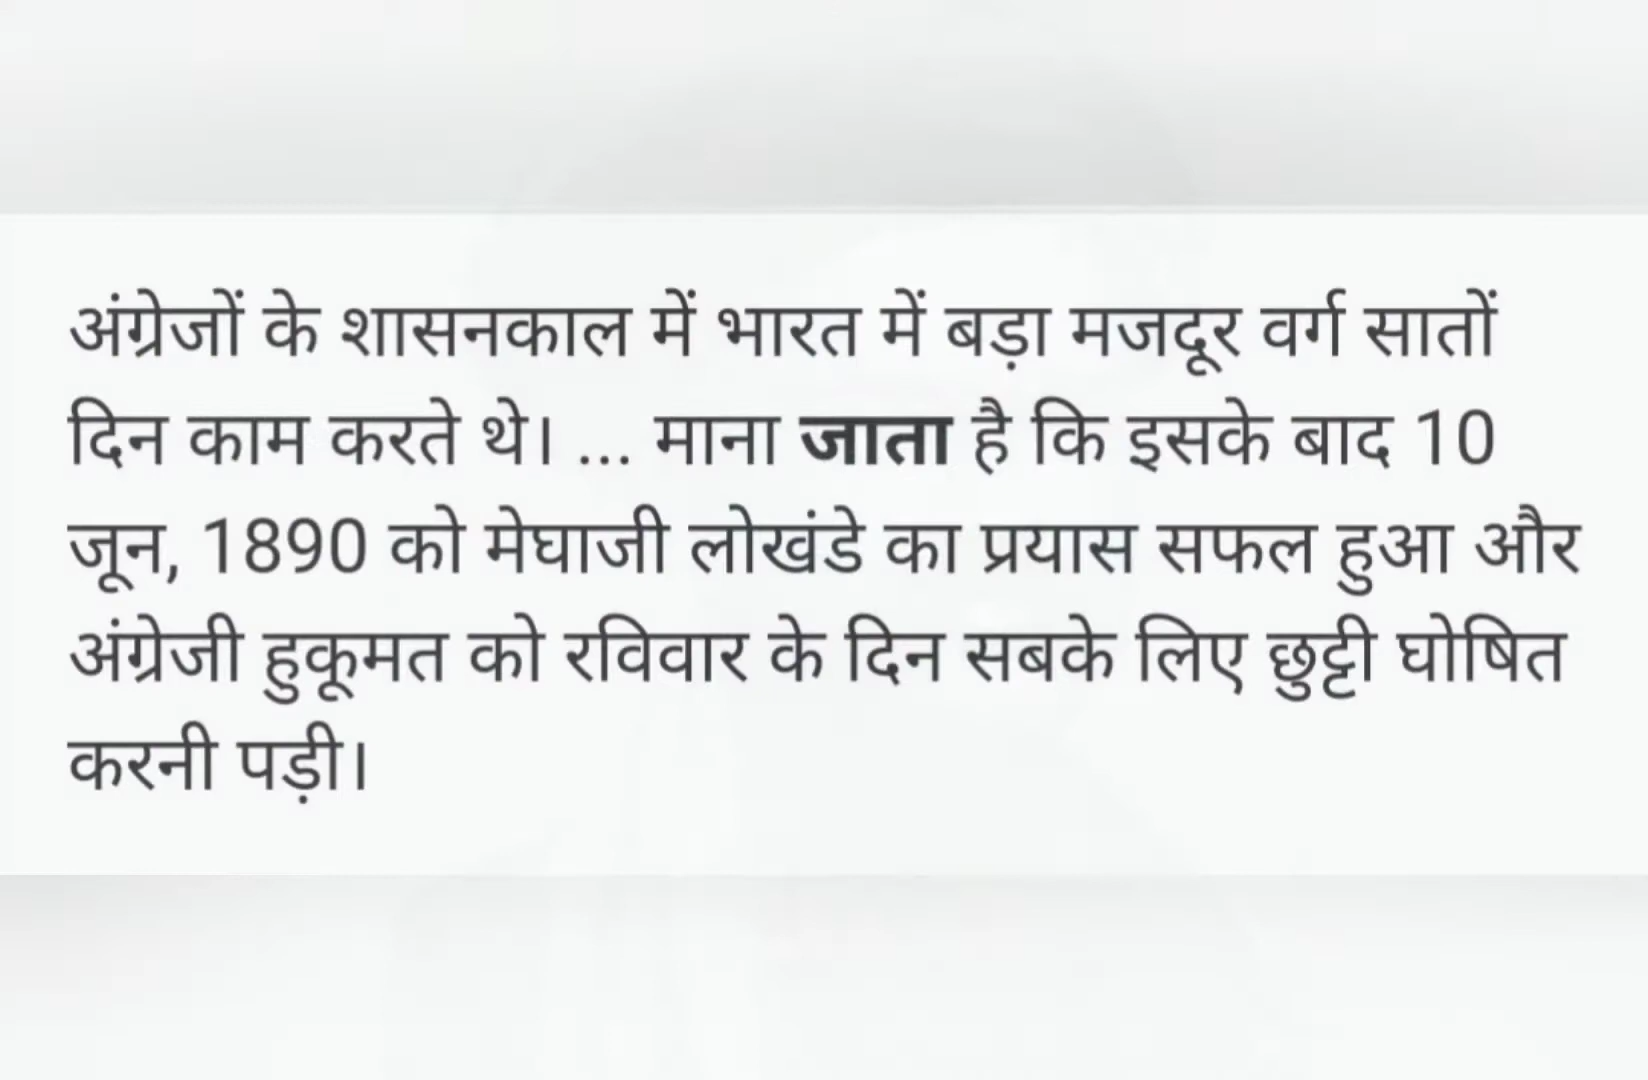 अंग्रेजों के शासनकाल में भारत में बड़ा मजदूर वर्ग सातों
दिन काम करते थे। ... माना जाता है कि इसके बाद 10
जून, 1890 को मेघाजी लोखंडे का प्रयास सफल हुआ और
अंग्रेजी हुकूमत को रविवार के दिन सबके लिए छुट्टी घोषित
करनी पड़ी।